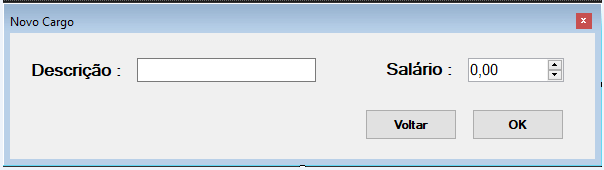 Novo Cargo
Descrição : Salário : 0,00
Voltar OK